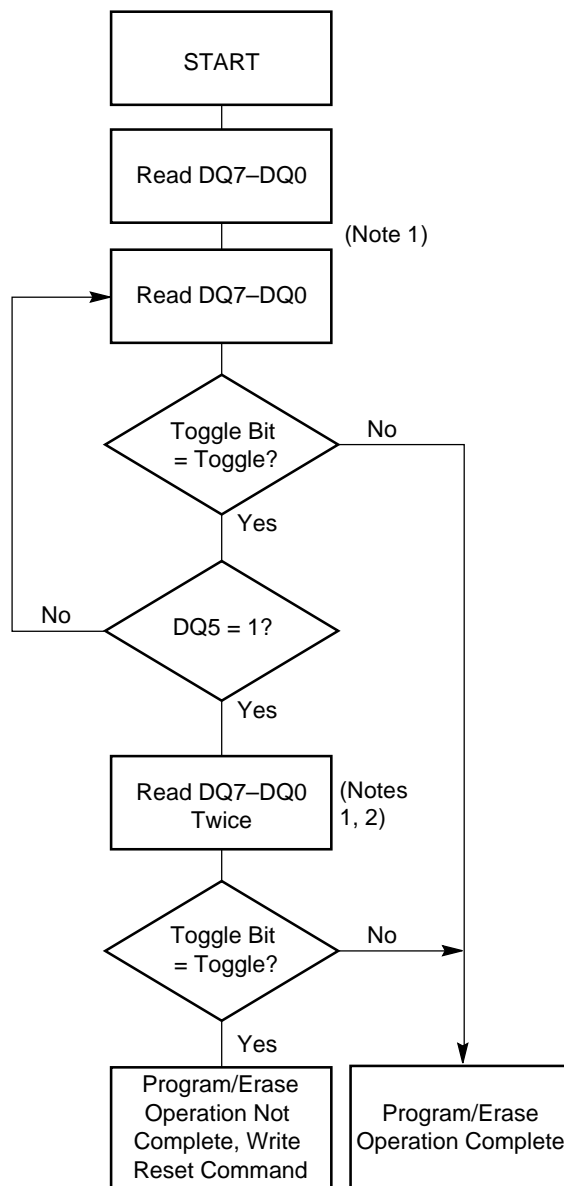 START
Read DQ7–DQ0
(Note 1)
Read DQ7–DQ0
Toggle Bit
= Toggle?
No
Yes
No
DQ5 = 1?
Yes
Read DQ7–DQ0
Twice
(Notes
1, 2)
Toggle Bit
= Toggle?
No
Yes
Program/Erase
Operation Not
Complete, Write
Reset Command
Program/Erase
Operation Complete